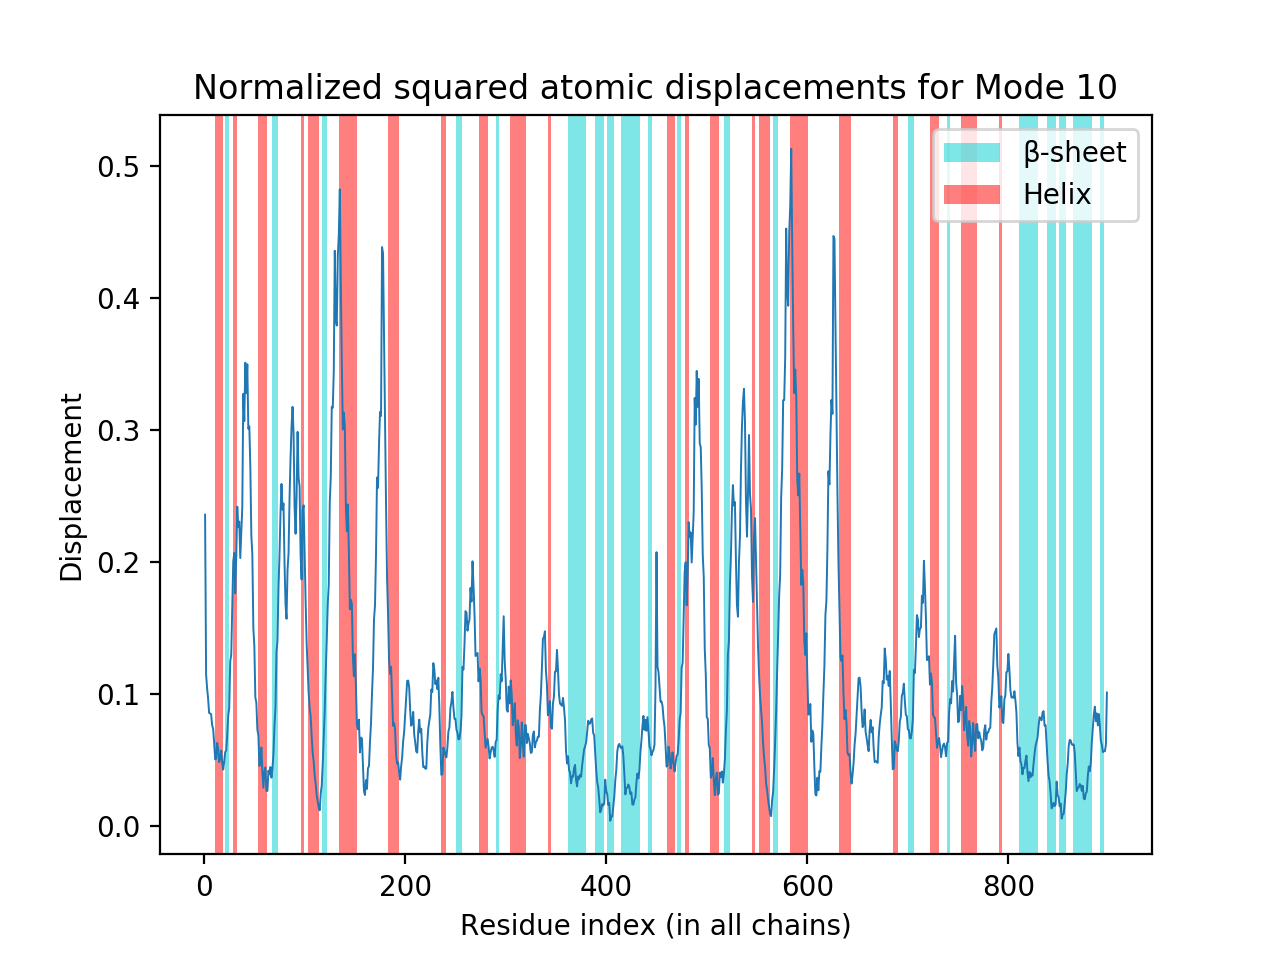 Normalized squared atomic displacements for Mode 10
β-sheet
Helix
0.5
0.4
0.3
0.2
0.1
0.0
Displacement
0 200 400 600 800
Residue index (in all chains)